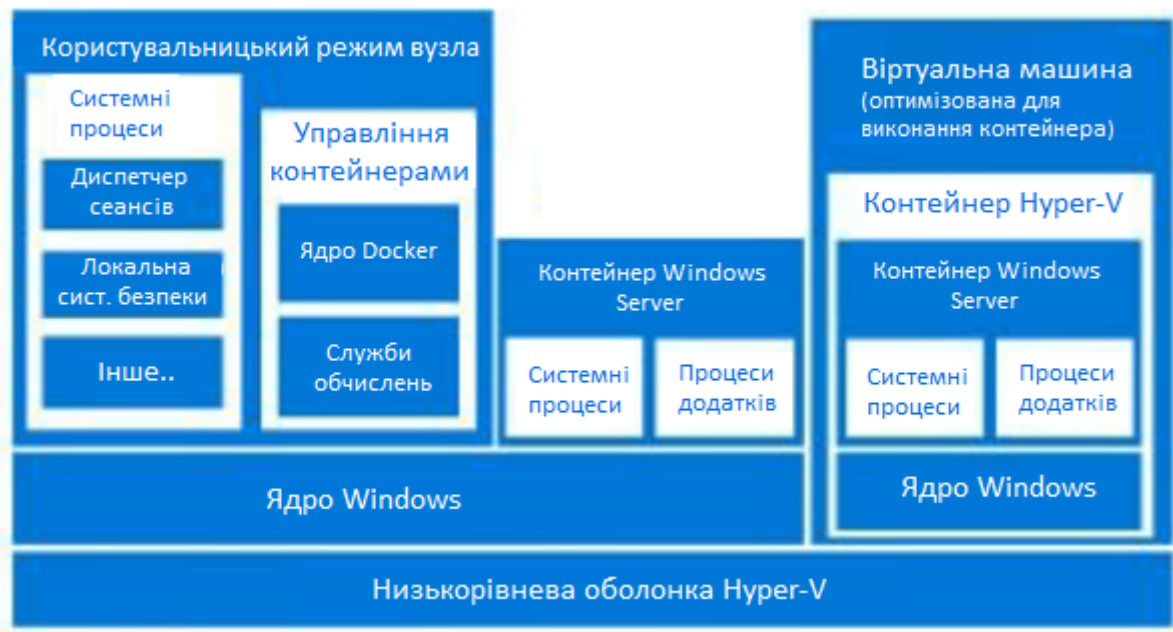 Користувальницький режим вузла
Системні
процеси
Диспетчер
сеансів
Локальна
сист. безпеки
Інше..
Управління
контейнерами
Ядро Docker
Служби
обчислень
Контейнер Windows
Server
Системні
процеси
Процеси
додатків
Віртуальна машина
(оптимізована для
виконання контейнера)
Контейнер Hyper-V
Контейнер Windows
Server
Системні
процеси
Процеси
додатків
Ядро Windows
Ядро Windows
Низькорівнева оболонка Hyper-V